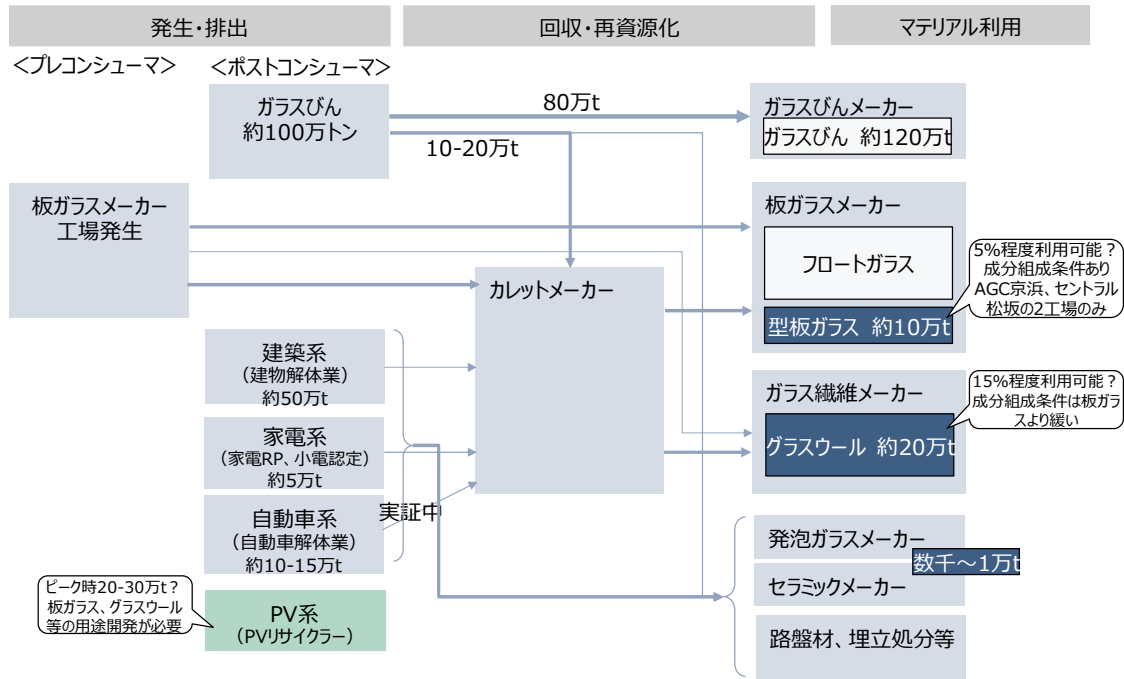 発生・排出
回収・再資源化
マテリアル利用
＜プレコンシューマ＞
＜ポストコンシューマ＞
ガラスびん
約100万トン
80万t
10-20万t
ガラスびんメーカー
ガラスびん 約120万t
板ガラスメーカー
工場発生
板ガラスメーカー
フロートガラス
型板ガラス 約10万t
5%程度利用可能？
成分組成条件あり
AGC京浜、セントラル
松坂の2工場のみ
カレットメーカー
建築系
（建物解体業）
約50万t
家電系
（家電RP、小電認定）
約5万t
自動車系
（自動車解体業）
約10-15万t
実証中
ガラス繊維メーカー
グラスウール 約20万t
15%程度利用可能？
成分組成条件は板ガラ
スより緩い
ピーク時20-30万t？
板ガラス、グラスウール
等の用途開発が必要
PV系
（PVリサイクラー）
発泡ガラスメーカー
数千～1万t
セラミックメーカー
路盤材、埋立処分等